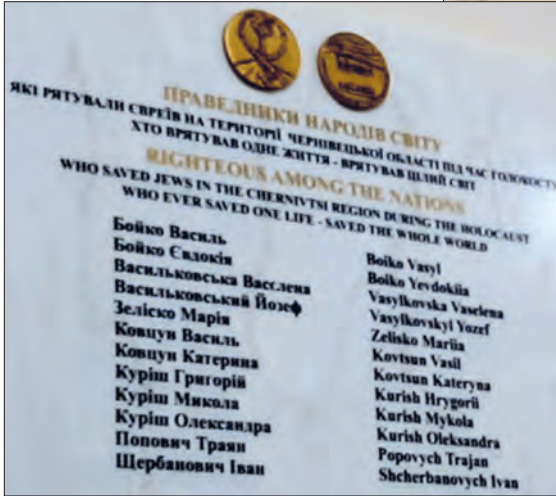 ПРАВЕДНИКИ НАРОДІВ СВІТУ
ЯКІ РЯТУВАЛИ ЄВРЕЇВ НА ТЕРИТОРІЇ ЧЕРНІВЕЦЬКОЇ ОБЛАСТІ ПІД ЧАС ГОЛОКОСТУ
ХТО ВРЯТУВАВ ОДНЕ ЖИТТЯ - ВРЯТУВАВ ЦІЛИЙ СВІТ
RIGHTEOUS AMONG THE NATIONS
WHO SAVED JEWS IN THE CHERNIVTSI REGION DURING THE HOLOCAUST
WHO EVER SAVED ONE LIFE - SAVED THE WHOLE WORLD
Бойко Василь
Бойко Євдокія
Васильковська Васєлена
Васильковський Йозеф
Зеліско Марія
Ковцун Василь
Ковцун Катерина
Куріш Григорій
Куріш Микола
Куріш Олександра
Попович Траян
Щербанович Іван
Boiko Vasyl
Boiko Yevdokiia
Vasylkovska Vaselena
Vasylkovskyi Yozef
Zelisko Mariia
Kovtsun Vasil
Kovtsun Kateryna
Kurish Hrygorii
Kurish Mykola
Kurish Oleksandra
Popovych Trajan
Shcherbanovych Ivan